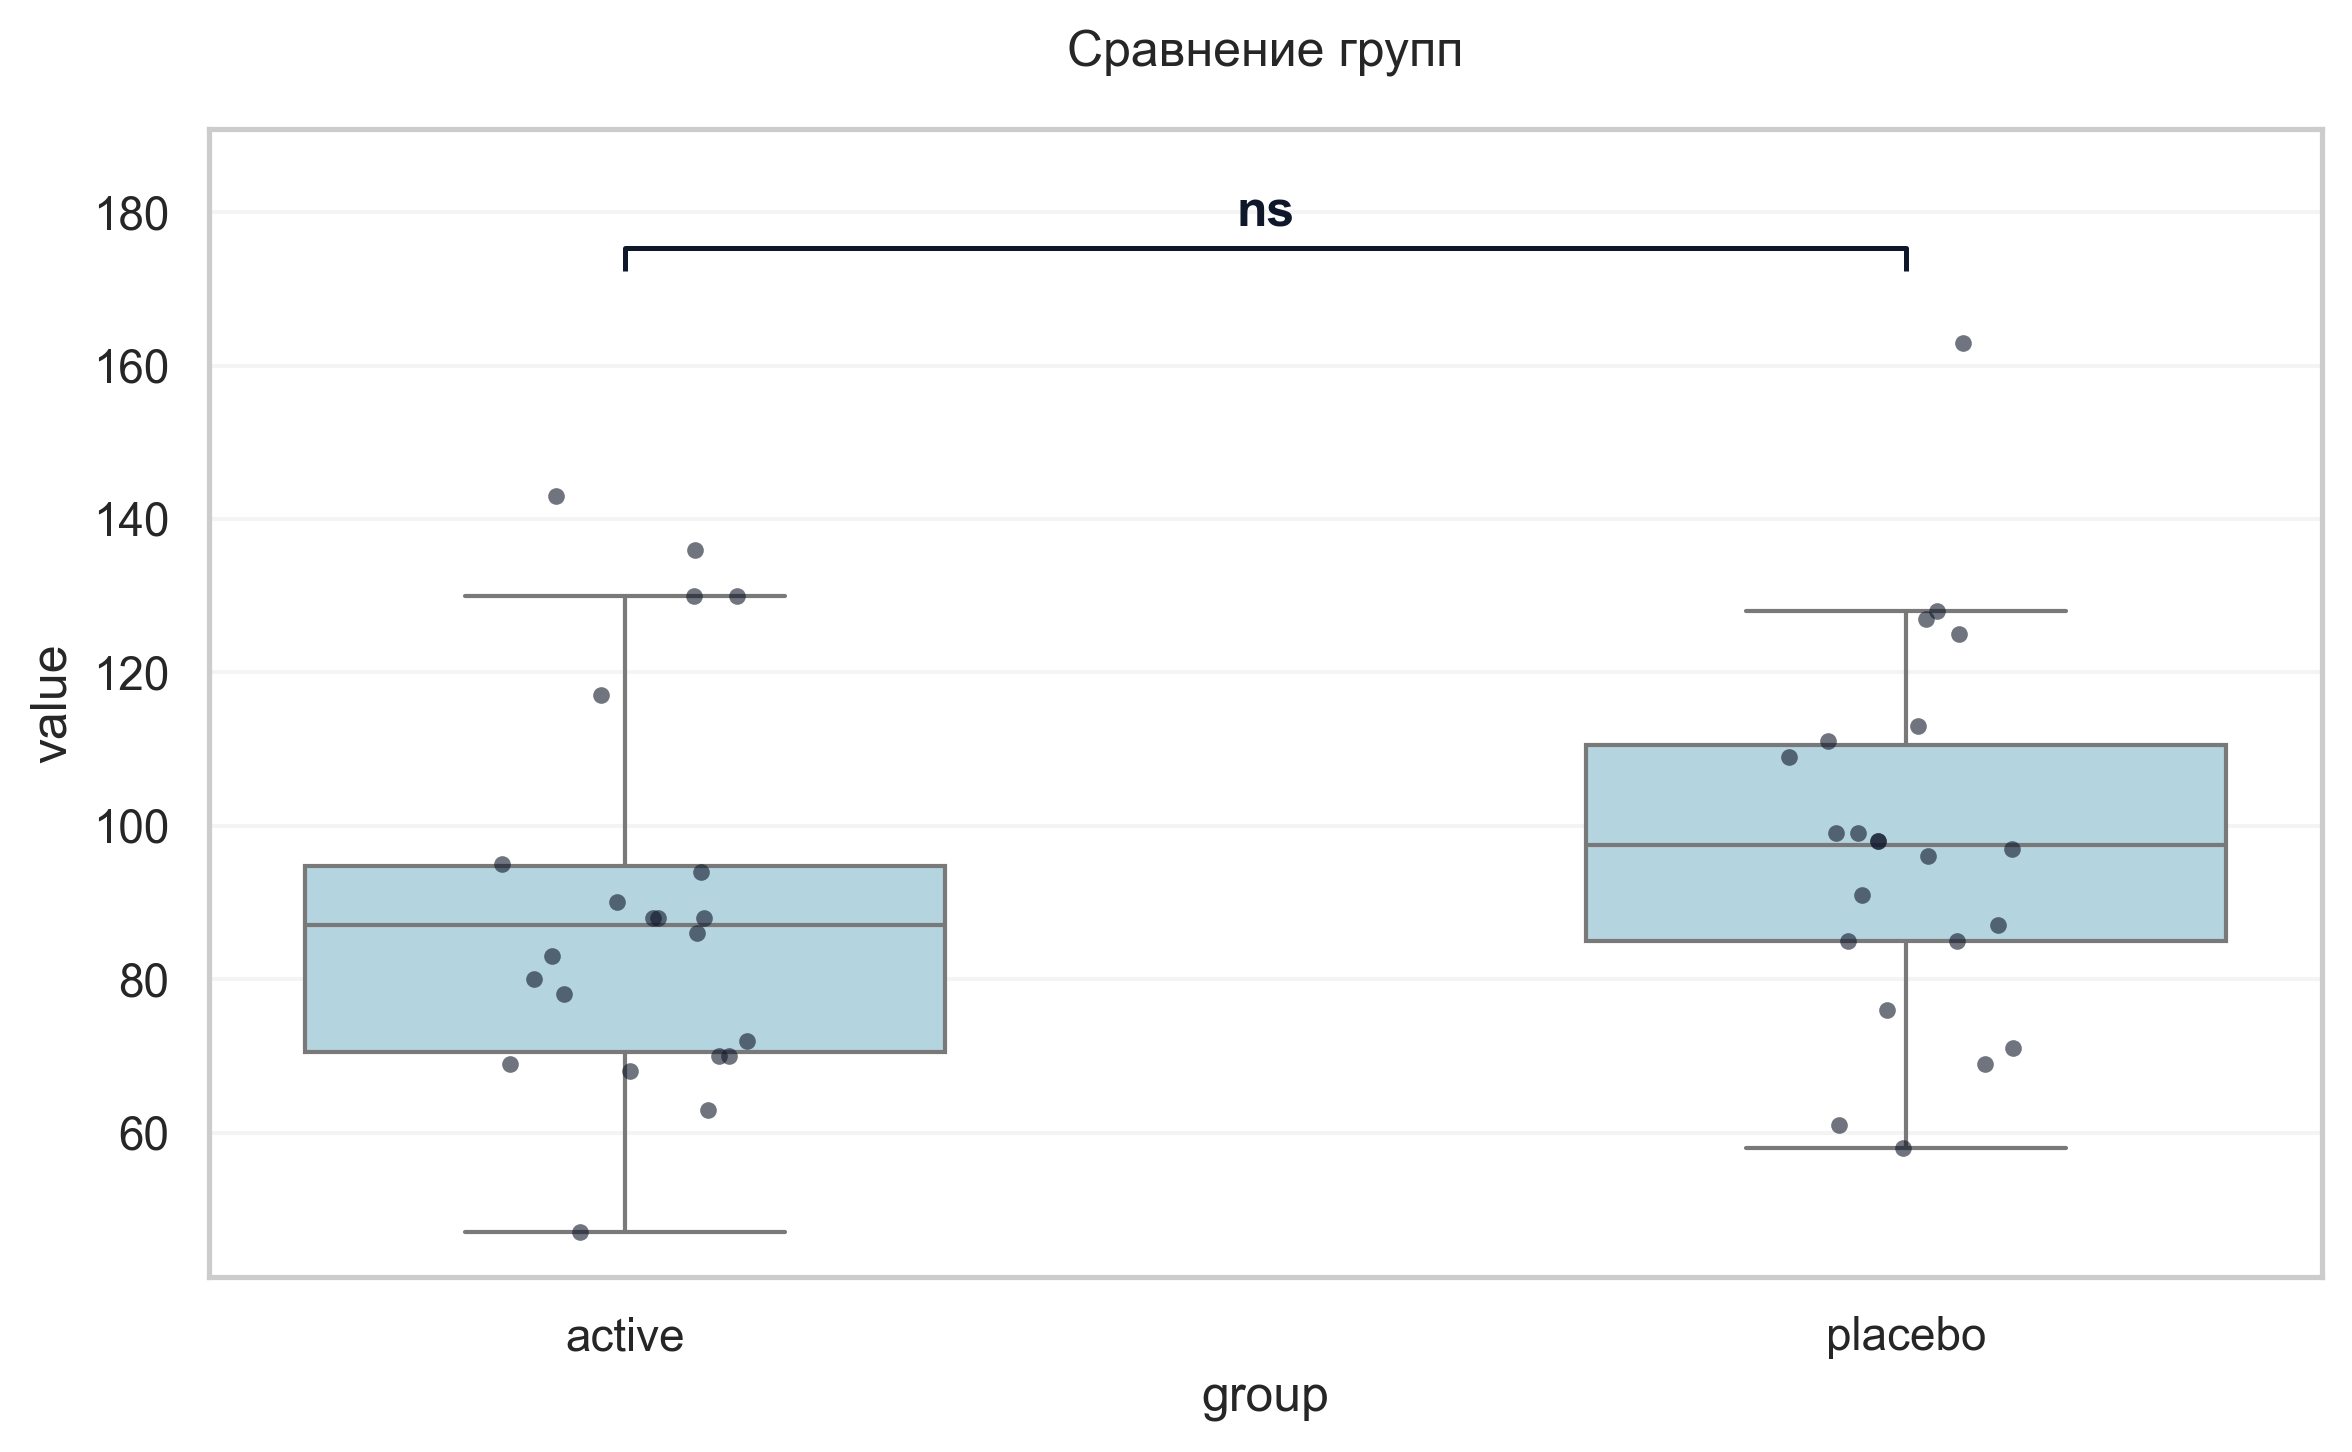 Сравнение групп
ns
180
160
140
120
100
80
60
value
active
placebo
group